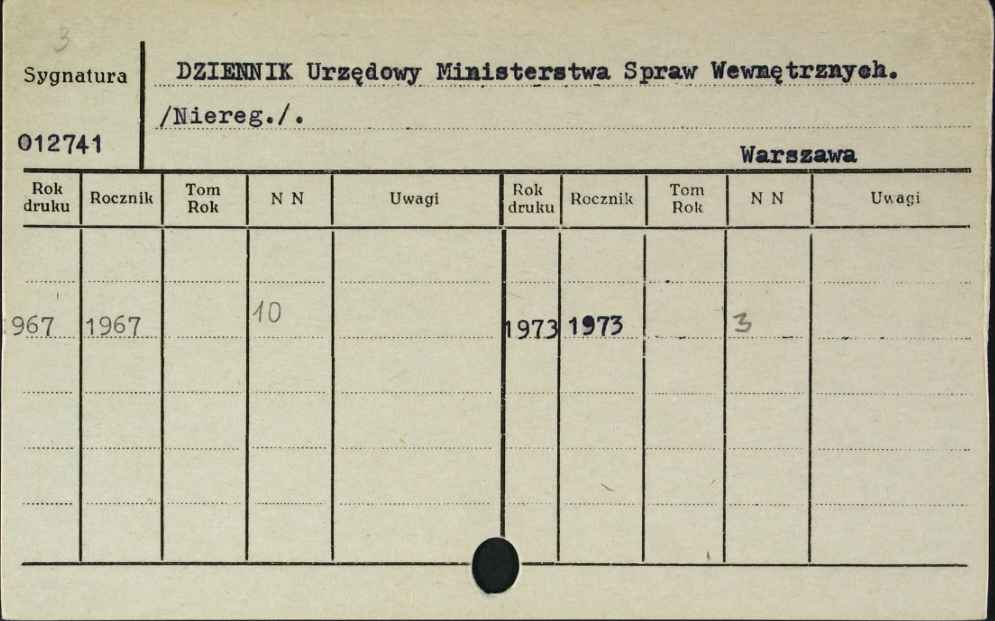 3
Sygnatura
DZIENNIK Urzędowy Ministerstwa Spraw Wewnętrznych.
/Niereg./.
012741
Warszawa
Rok druku Rocznik Tom Rok N N Uwagi Rok druku Rocznik Tom Rok N N Uwagi
967 1967 10 1973 1973 3